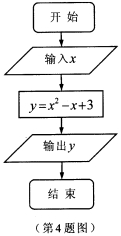 开 始
输入x
y=x²-x+3
输出y
结 束
(第4题图)